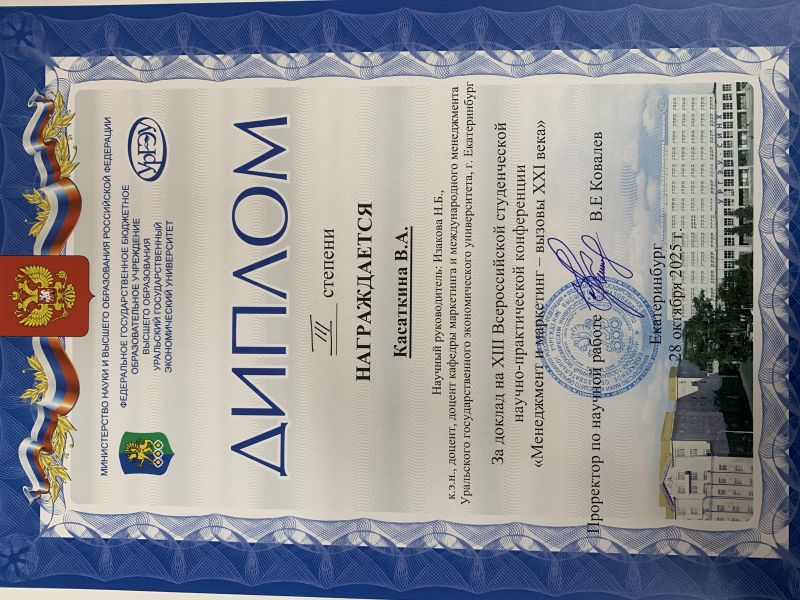 МИНИСТЕРСТВО НАУКИ И ВЫСШЕГО ОБРАЗОВАНИЯ РОССИЙСКОЙ ФЕДЕРАЦИИ
ФЕДЕРАЛЬНОЕ ГОСУДАРСТВЕННОЕ БЮДЖЕТНОЕ
ОБРАЗОВАТЕЛЬНОЕ УЧРЕЖДЕНИЕ
ВЫСШЕГО ОБРАЗОВАНИЯ
УРАЛЬСКИЙ ГОСУДАРСТВЕННЫЙ
ЭКОНОМИЧЕСКИЙ УНИВЕРСИТЕТ
УрГЭУ
ДИПЛОМ
III степени
НАГРАЖДАЕТСЯ
Касаткина В.А.
Научный руководитель: Изакова Н.Б.,
к.э.н., доцент, доцент кафедры маркетинга и международного менеджмента
Уральского государственного экономического университета, г. Екатеринбург
За доклад на XIII Всероссийской студенческой
научно-практической конференции
«Менеджмент и маркетинг – вызовы XXI века»
Проректор по научной работе В.Е Ковалев
Екатеринбург
28 октября 2025 г.
УРГЭУ СИНХ